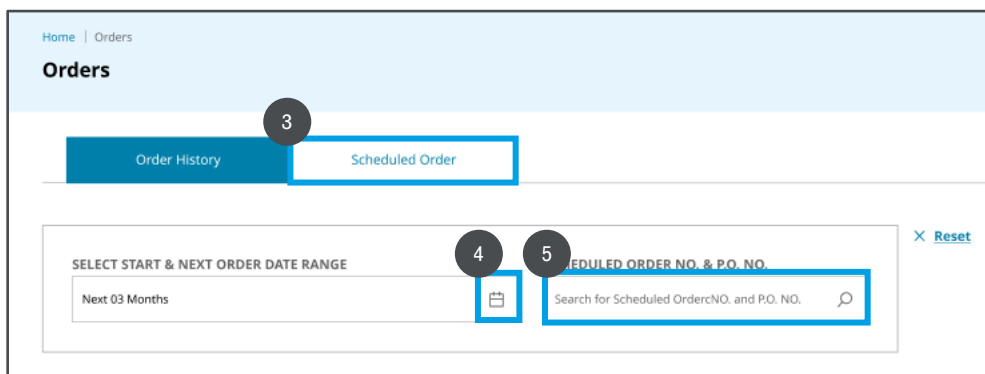 Home | Orders
Orders
3
Order History
Scheduled Order
Reset
4
5
SELECT START & NEXT ORDER DATE RANGE
HEDULED ORDER NO. & P.O. NO.
Next 03 Months
Search for Scheduled OrdercNO. and P.O. NO.